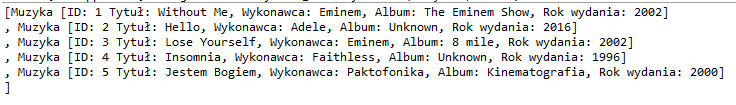 [Muzyka [ID: 1 Tytuł: Without Me, Wykonawca: Eminem, Album: The Eminem Show, Rok wydania: 2002]
, Muzyka [ID: 2 Tytuł: Hello, Wykonawca: Adele, Album: Unknown, Rok wydania: 2016]
, Muzyka [ID: 3 Tytuł: Lose Yourself, Wykonawca: Eminem, Album: 8 mile, Rok wydania: 2002]
, Muzyka [ID: 4 Tytuł: Insomnia, Wykonawca: Faithless, Album: Unknown, Rok wydania: 1996]
, Muzyka [ID: 5 Tytuł: Jestem Bogiem, Wykonawca: Paktofonika, Album: Kinematografia, Rok wydania: 2000]
]